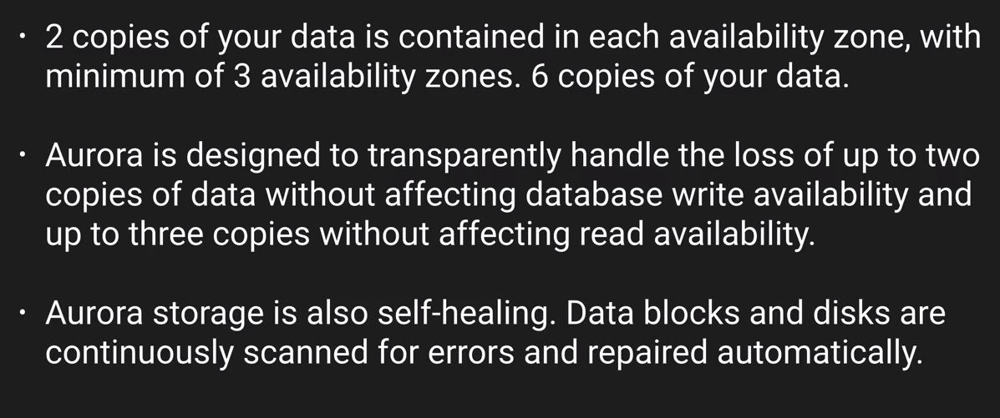 • 2 copies of your data is contained in each availability zone, with
minimum of 3 availability zones. 6 copies of your data.
• Aurora is designed to transparently handle the loss of up to two
copies of data without affecting database write availability and
up to three copies without affecting read availability.
• Aurora storage is also self-healing. Data blocks and disks are
continuously scanned for errors and repaired automatically.